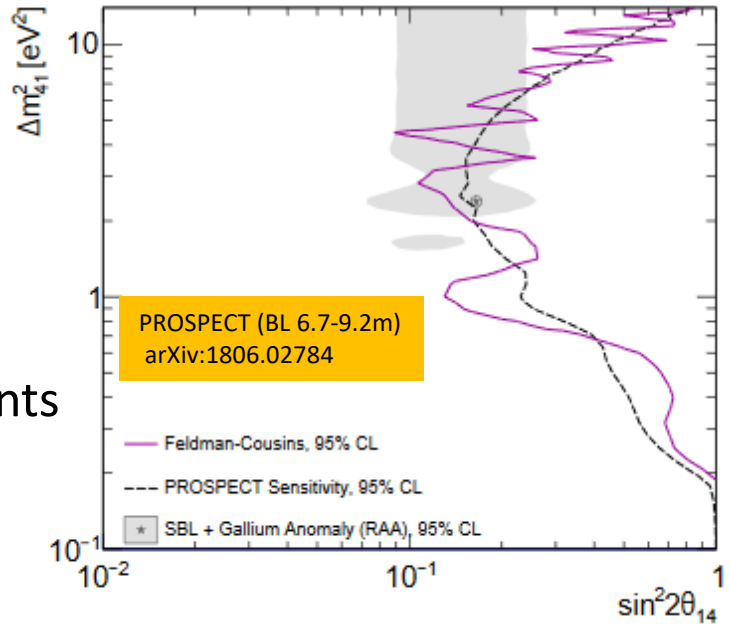 10
Δm²₄₁ [eV²]
1
PROSPECT (BL 6.7-9.2m)
arXiv:1806.02784
nts
Feldman-Cousins, 95% CL
PROSPECT Sensitivity, 95% CL
SBL + Gallium Anomaly (RAA), 95% CL
10⁻¹
10⁻²
10⁻¹
1
sin²2θ₁₄